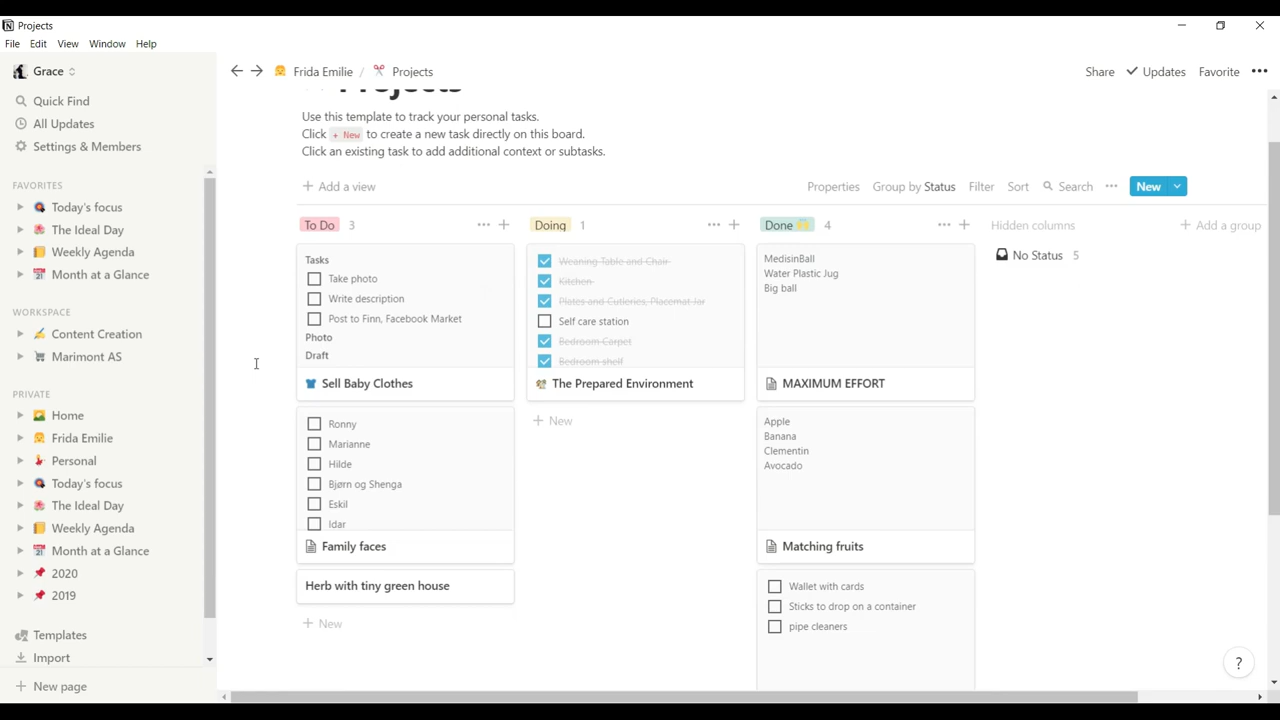 Projects
File Edit View Window Help
Grace
Frida Emilie / Projects
Share Updates Favorite
Quick Find
All Updates
Settings & Members
FAVORITES
Today's focus
The Ideal Day
Weekly Agenda
Month at a Glance
WORKSPACE
Content Creation
Marimont AS
PRIVATE
Home
Frida Emilie
Personal
Today's focus
The Ideal Day
Weekly Agenda
Month at a Glance
2020
2019
Templates
Import
+ New page
Projects
Use this template to track your personal tasks.
Click + New to create a new task directly on this board.
Click an existing task to add additional context or subtasks.
+ Add a view
Properties Group by Status Filter Sort Search New
To Do 3
Tasks
Take photo
Write description
Post to Finn, Facebook Market
Photo
Draft
Sell Baby Clothes
Ronny
Marianne
Hilde
Bjørn og Shenga
Eskil
Idar
Family faces
Herb with tiny green house
+ New
Doing 1
Weaning Table and Chair
Kitchen
Plates and Cutleries, Placemat Jar
Self care station
Bedroom Carpet
Bedroom shelf
The Prepared Environment
+ New
Done 4
MedisinBall
Water Plastic Jug
Big ball
MAXIMUM EFFORT
Apple
Banana
Clementin
Avocado
Matching fruits
Wallet with cards
Sticks to drop on a container
pipe cleaners
Hidden columns
No Status 5
+ Add a group
?